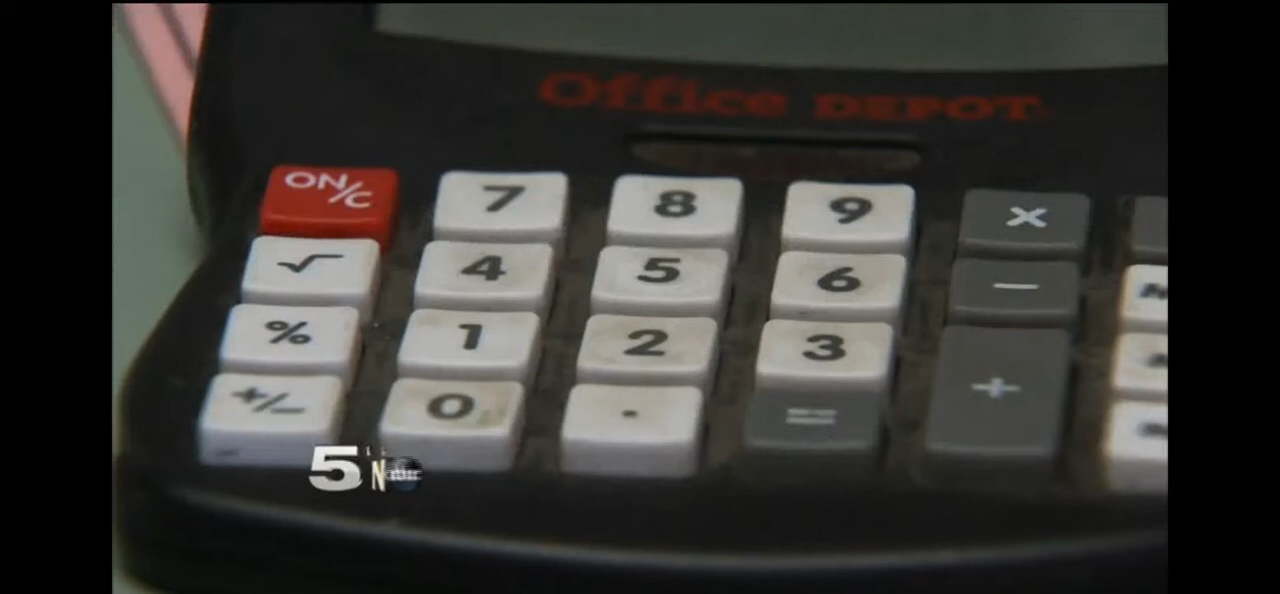 Office DEPOT
ON/C 7 8 9 ×
√ 4 5 6 −
% 1 2 3 +
+/− 0 . =
5